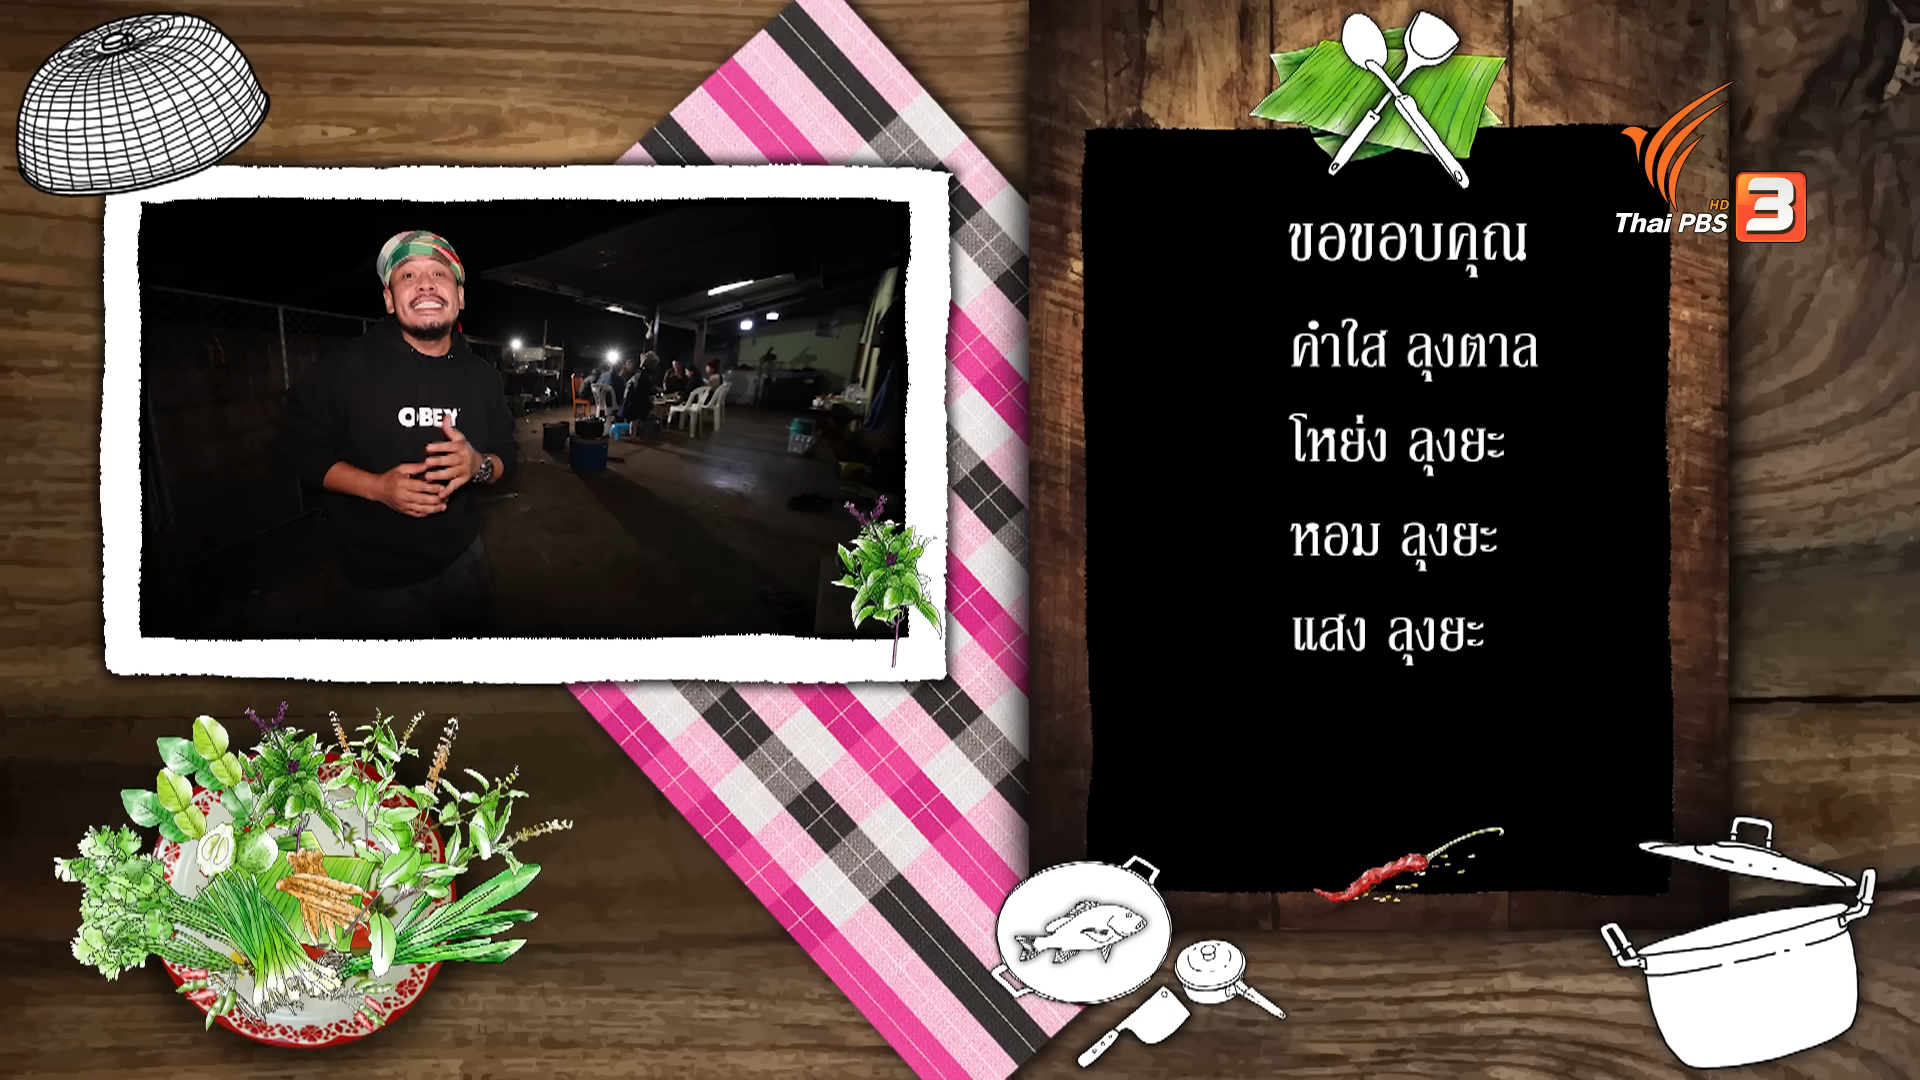 OBEY
ขอขอบคุณ
คำใส ลุงตาล
โหย่ง ลุงยะ
หอม ลุงยะ
แสง ลุงยะ
HD
Thai PBS 3